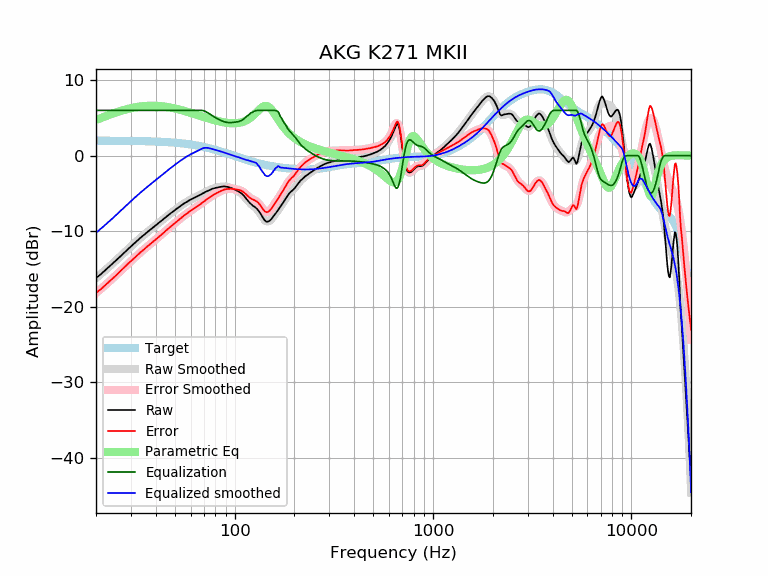 AKG K271 MKII
Amplitude (dBr)
10
0
−10
−20
−30
−40
Target
Raw Smoothed
Error Smoothed
Raw
Error
Parametric Eq
Equalization
Equalized smoothed
100
1000
10000
Frequency (Hz)